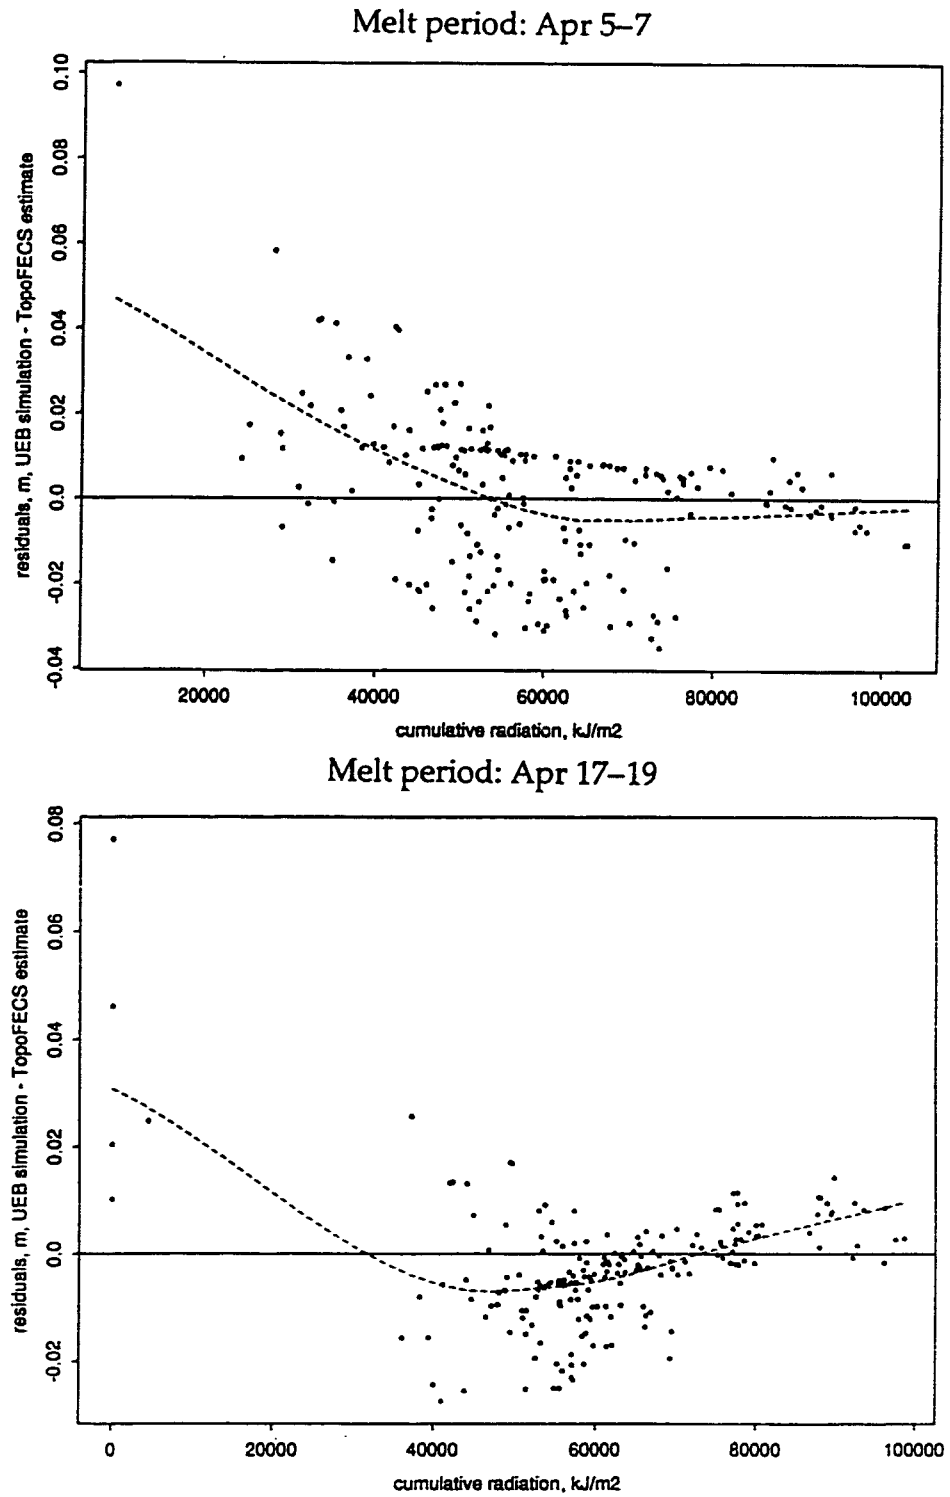 Melt period: Apr 5–7
residuals, m, UEB simulation - TopoFECS estimate
0.10
0.08
0.06
0.04
0.02
0.0
-0.02
-0.04
20000 40000 60000 80000 100000
cumulative radiation, kJ/m2
Melt period: Apr 17–19
residuals, m, UEB simulation - TopoFECS estimate
0.08
0.06
0.04
0.02
0.0
-0.02
0 20000 40000 60000 80000 100000
cumulative radiation, kJ/m2